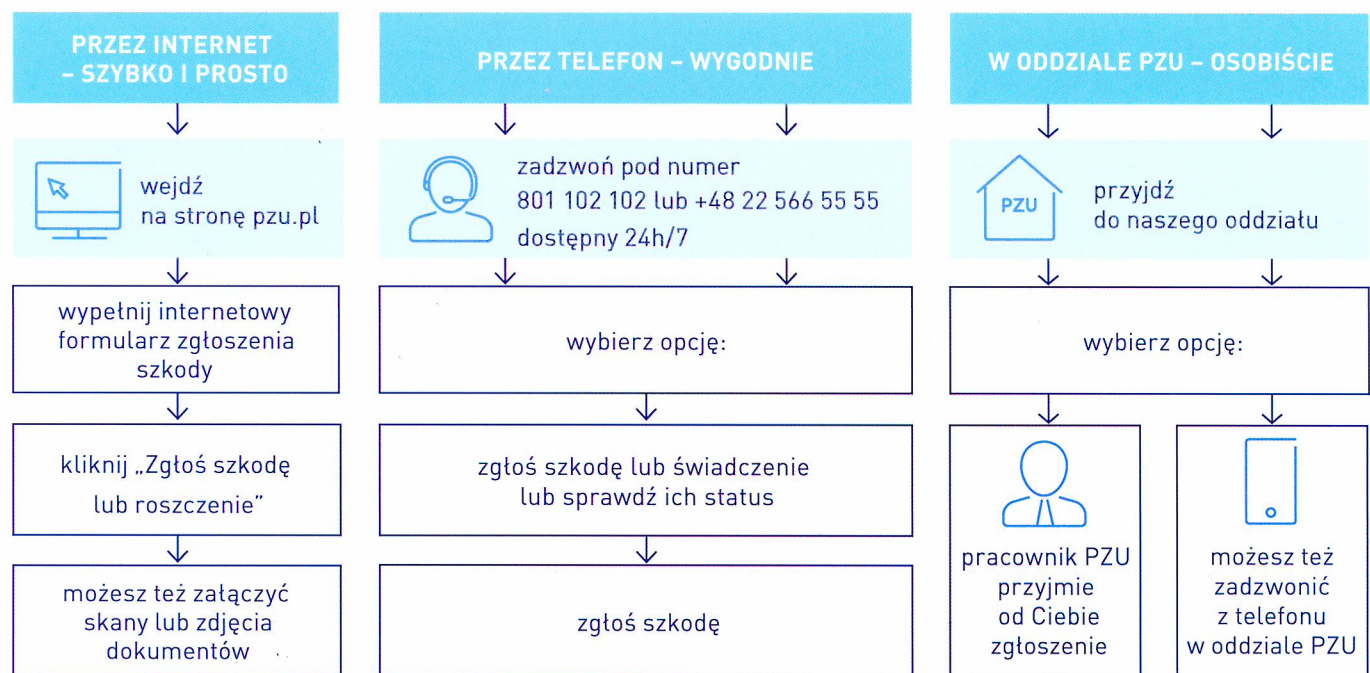 PRZEZ INTERNET
– SZYBKO I PROSTO
wejdź
na stronę pzu.pl
wypełnij internetowy
formularz zgłoszenia
szkody
kliknij „Zgłoś szkodę
lub roszczenie”
możesz też załączyć
skany lub zdjęcia
dokumentów
PRZEZ TELEFON – WYGODNIE
zadzwoń pod numer
801 102 102 lub +48 22 566 55 55
dostępny 24h/7
wybierz opcję:
zgłoś szkodę lub świadczenie
lub sprawdź ich status
zgłoś szkodę
W ODDZIALE PZU – OSOBIŚCIE
PZU
przyjdź
do naszego oddziału
wybierz opcję:
pracownik PZU
przyjmie
od Ciebie
zgłoszenie
możesz też
zadzwonić
z telefonu
w oddziale PZU